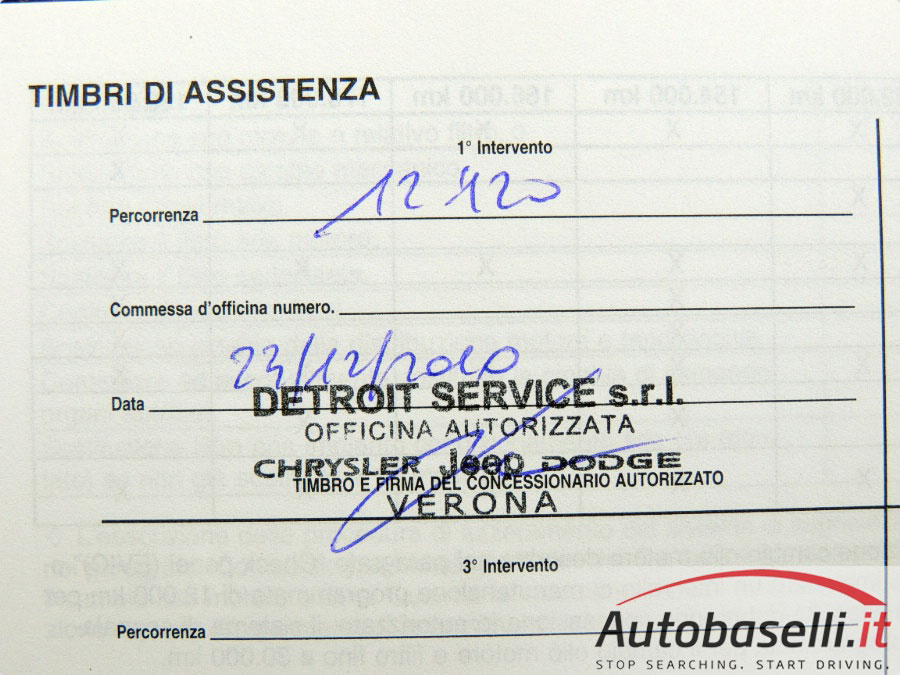 TIMBRI DI ASSISTENZA
1° Intervento
Percorrenza
Commessa d'officina numero.
23/12/2010
Data
DETROIT SERVICE s.r.l.
OFFICINA AUTORIZZATA
CHRYSLER Jeep DODGE
TIMBRO E FIRMA DEL CONCESSIONARIO AUTORIZZATO
VERONA
3° Intervento
Percorrenza
Autobaselli.it
STOP SEARCHING. START DRIVING.